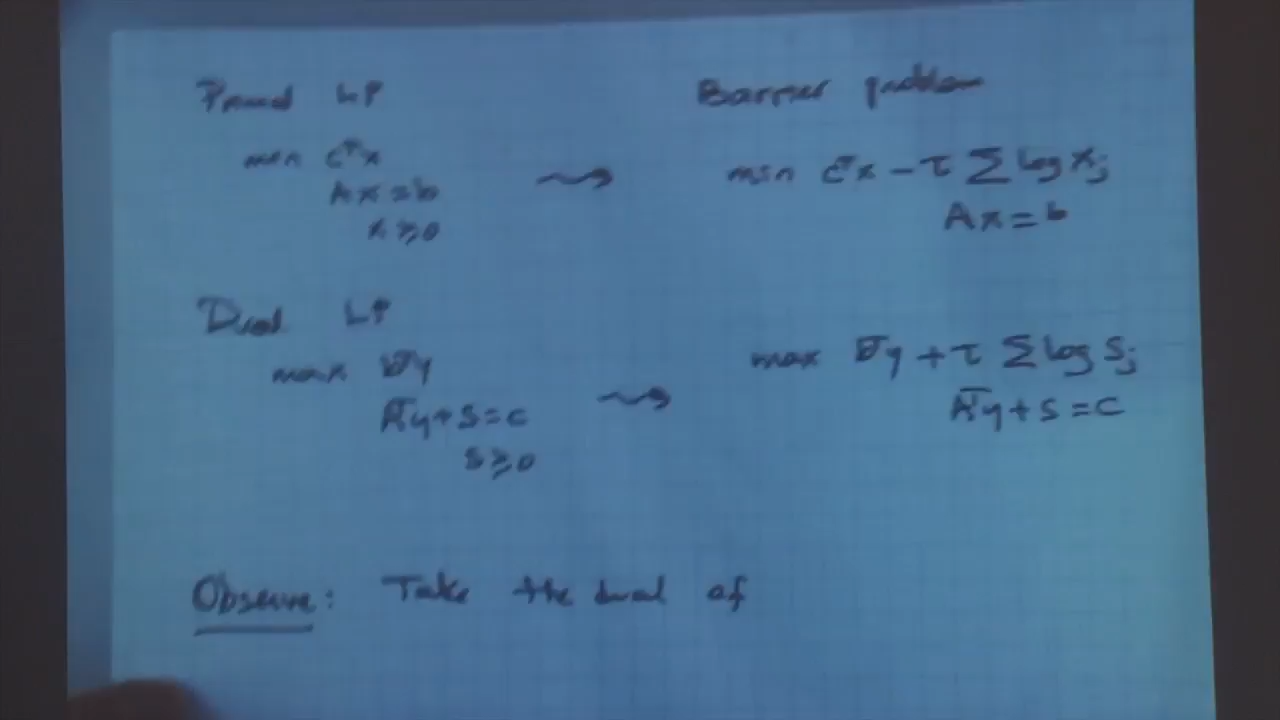 Primal LP
min cᵀx
Ax = b
x ≥ 0
Barrier problem
min cᵀx − τ ∑ log xⱼ
Ax = b
Dual LP
max bᵀy
Aᵀy + s = c
s ≥ 0
max bᵀy + τ ∑ log sⱼ
Aᵀy + s = c
Observe: Take the dual of